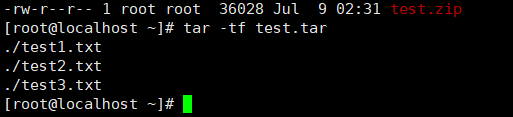 -rw-r--r-- 1 root root  36028 Jul  9 02:31 test.zip
[root@localhost ~]# tar -tf test.tar
./test1.txt
./test2.txt
./test3.txt
[root@localhost ~]#